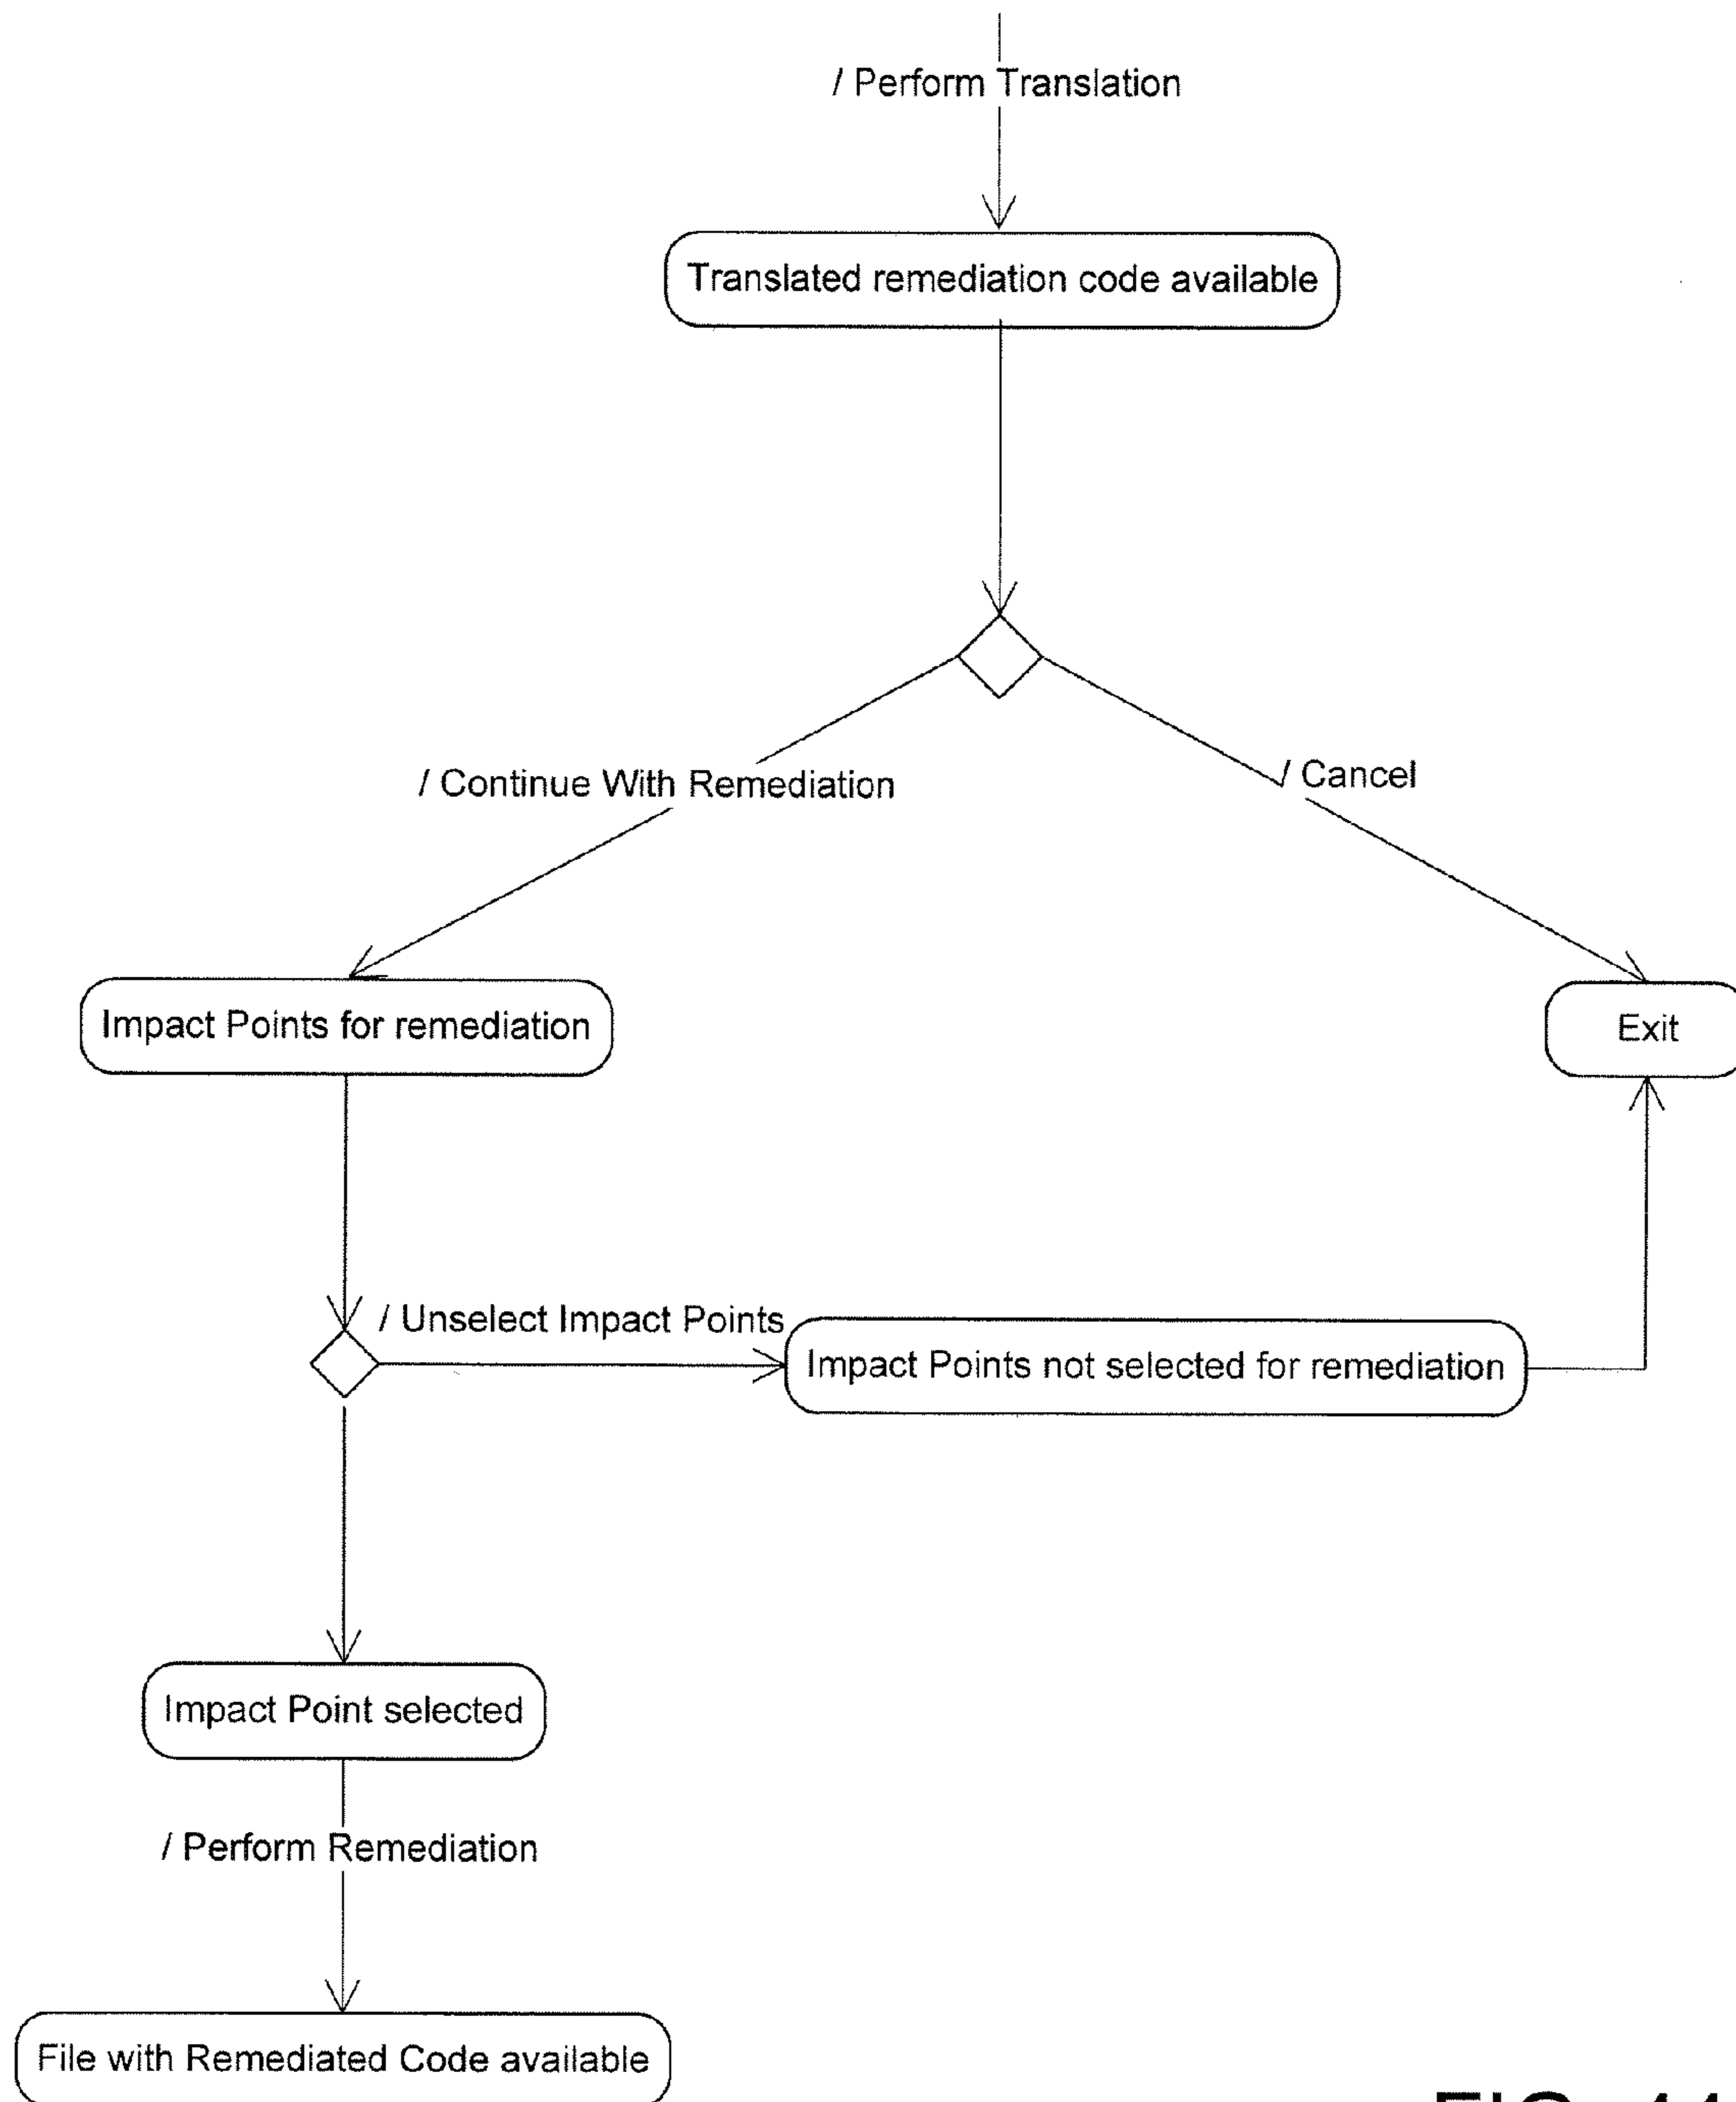 / Perform Translation
Translated remediation code available
/ Continue With Remediation
/ Cancel
Impact Points for remediation
Exit
/ Unselect Impact Points
Impact Points not selected for remediation
Impact Point selected
/ Perform Remediation
File with Remediated Code available